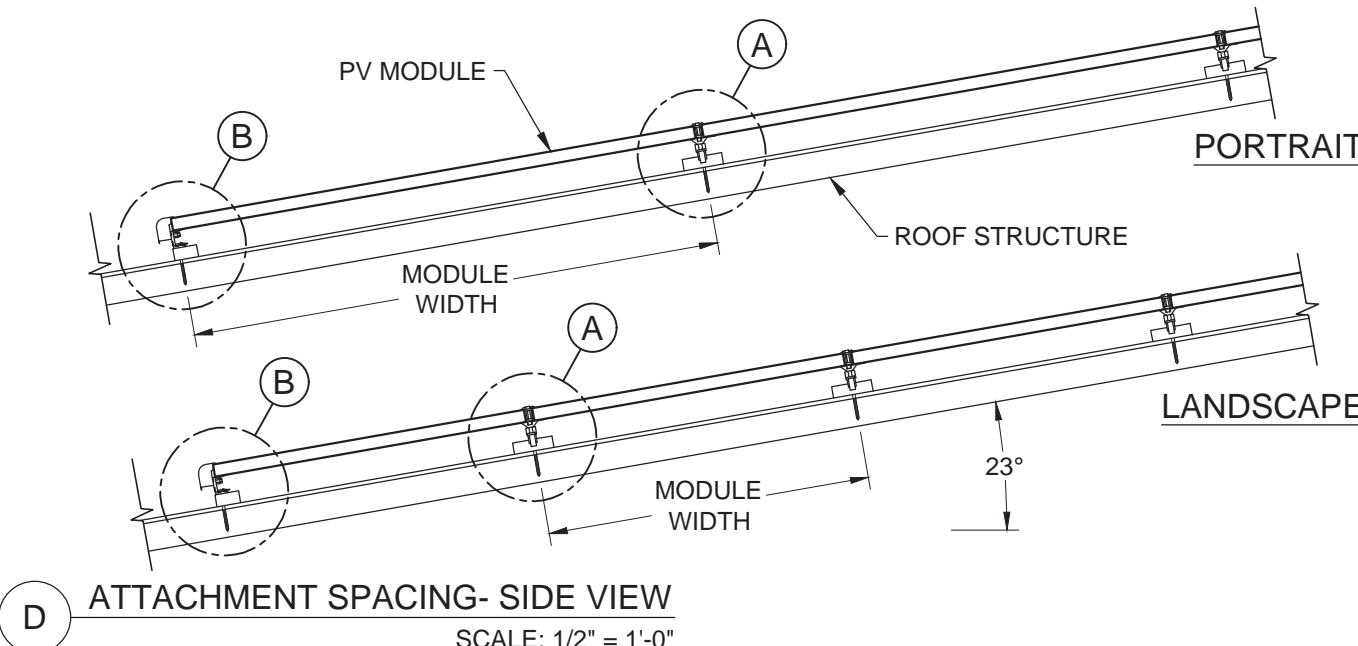 PV MODULE
A
B
PORTRAIT
ROOF STRUCTURE
MODULE
WIDTH
A
B
LANDSCAPE
23°
MODULE
WIDTH
D
ATTACHMENT SPACING- SIDE VIEW
SCALE: 1/2" = 1'-0"